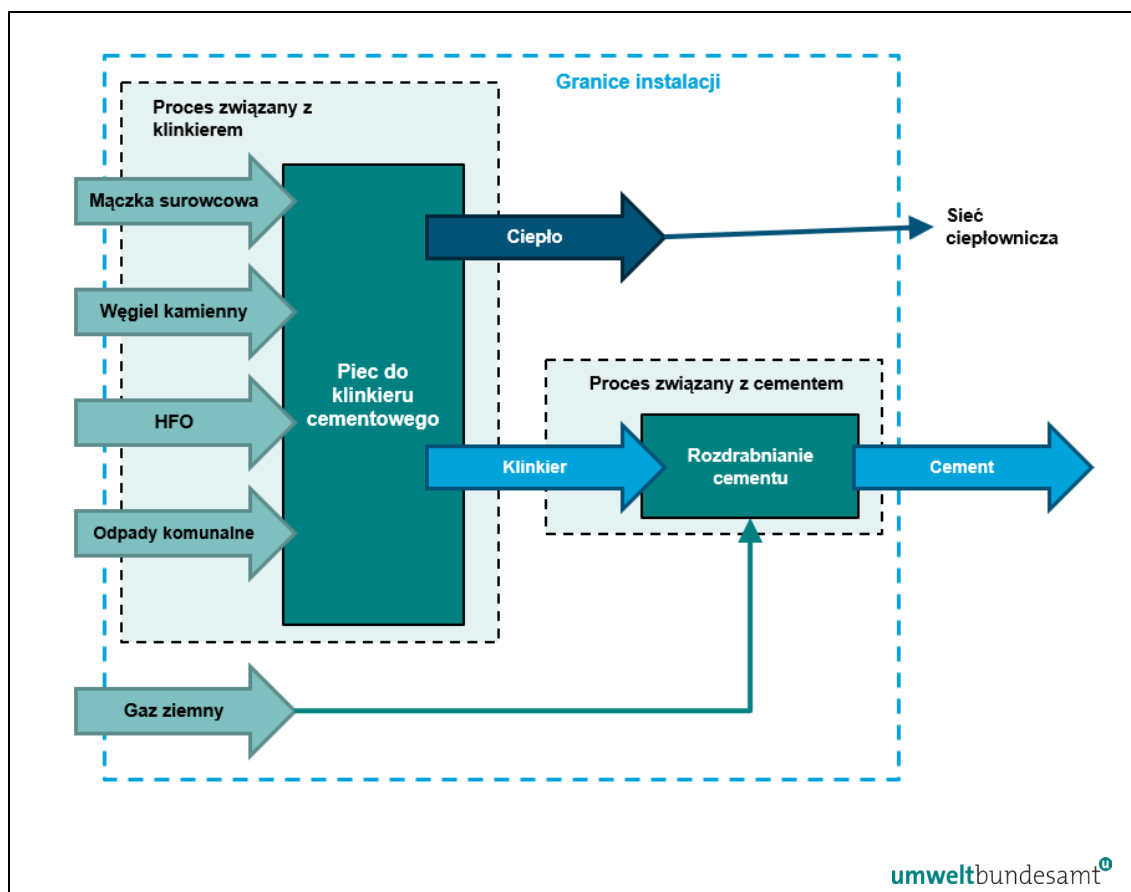 Granice instalacji
Proces związany z
klinkierem
Mączka surowcowa
Ciepło
Sieć
ciepłownicza
Węgiel kamienny
Piec do
klinkieru
cementowego
Proces związany z cementem
HFO
Klinkier
Rozdrabnianie
cementu
Cement
Odpady komunalne
Gaz ziemny
umweltbundesamt
u